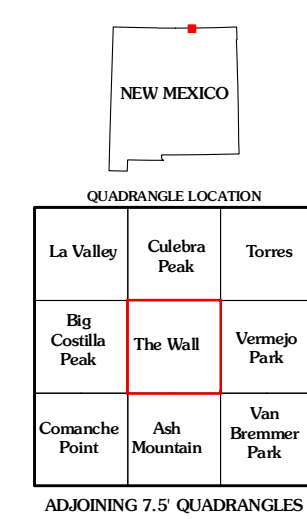 NEW MEXICO
QUADRANGLE LOCATION
La Valley
Culebra
Peak
Torres
Big
Costilla
Peak
The Wall
Vermejo
Park
Comanche
Point
Ash
Mountain
Van
Bremmer
Park
ADJOINING 7.5' QUADRANGLES